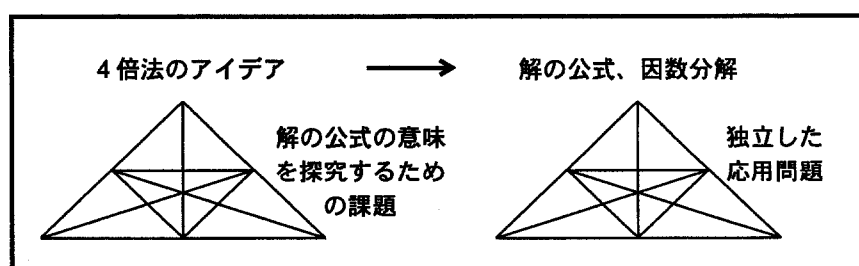 4倍法のアイデア
解の公式、因数分解
解の公式の意味
を探究するため
の課題
独立した
応用問題